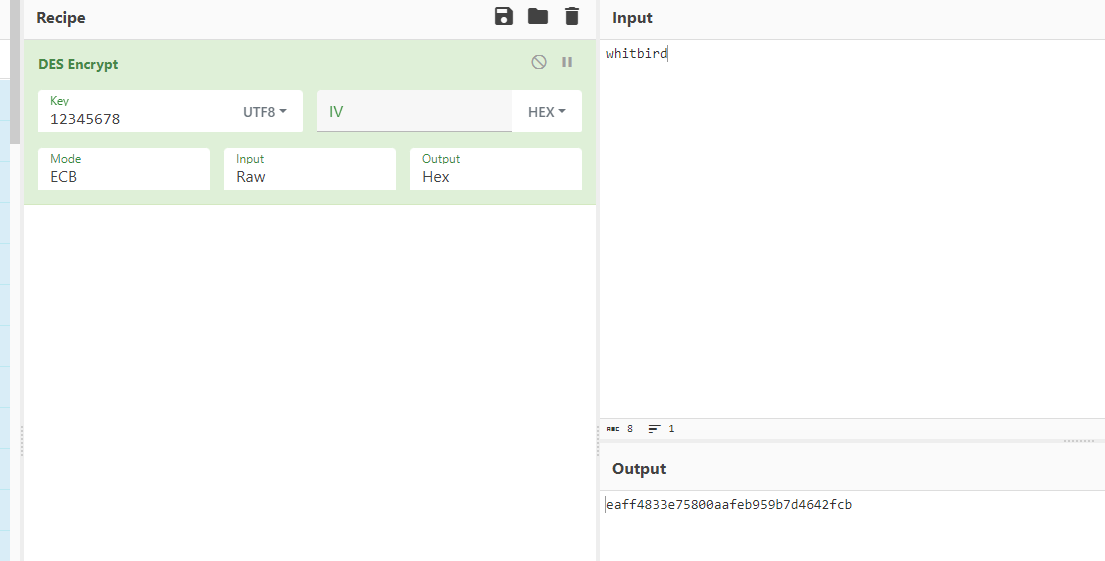 Recipe
DES Encrypt
Key
12345678
UTF8
IV
HEX
Mode
ECB
Input
Raw
Output
Hex
Input
whitbird
ABC 8
1
Output
eaff4833e75800aafeb959b7d4642fcb